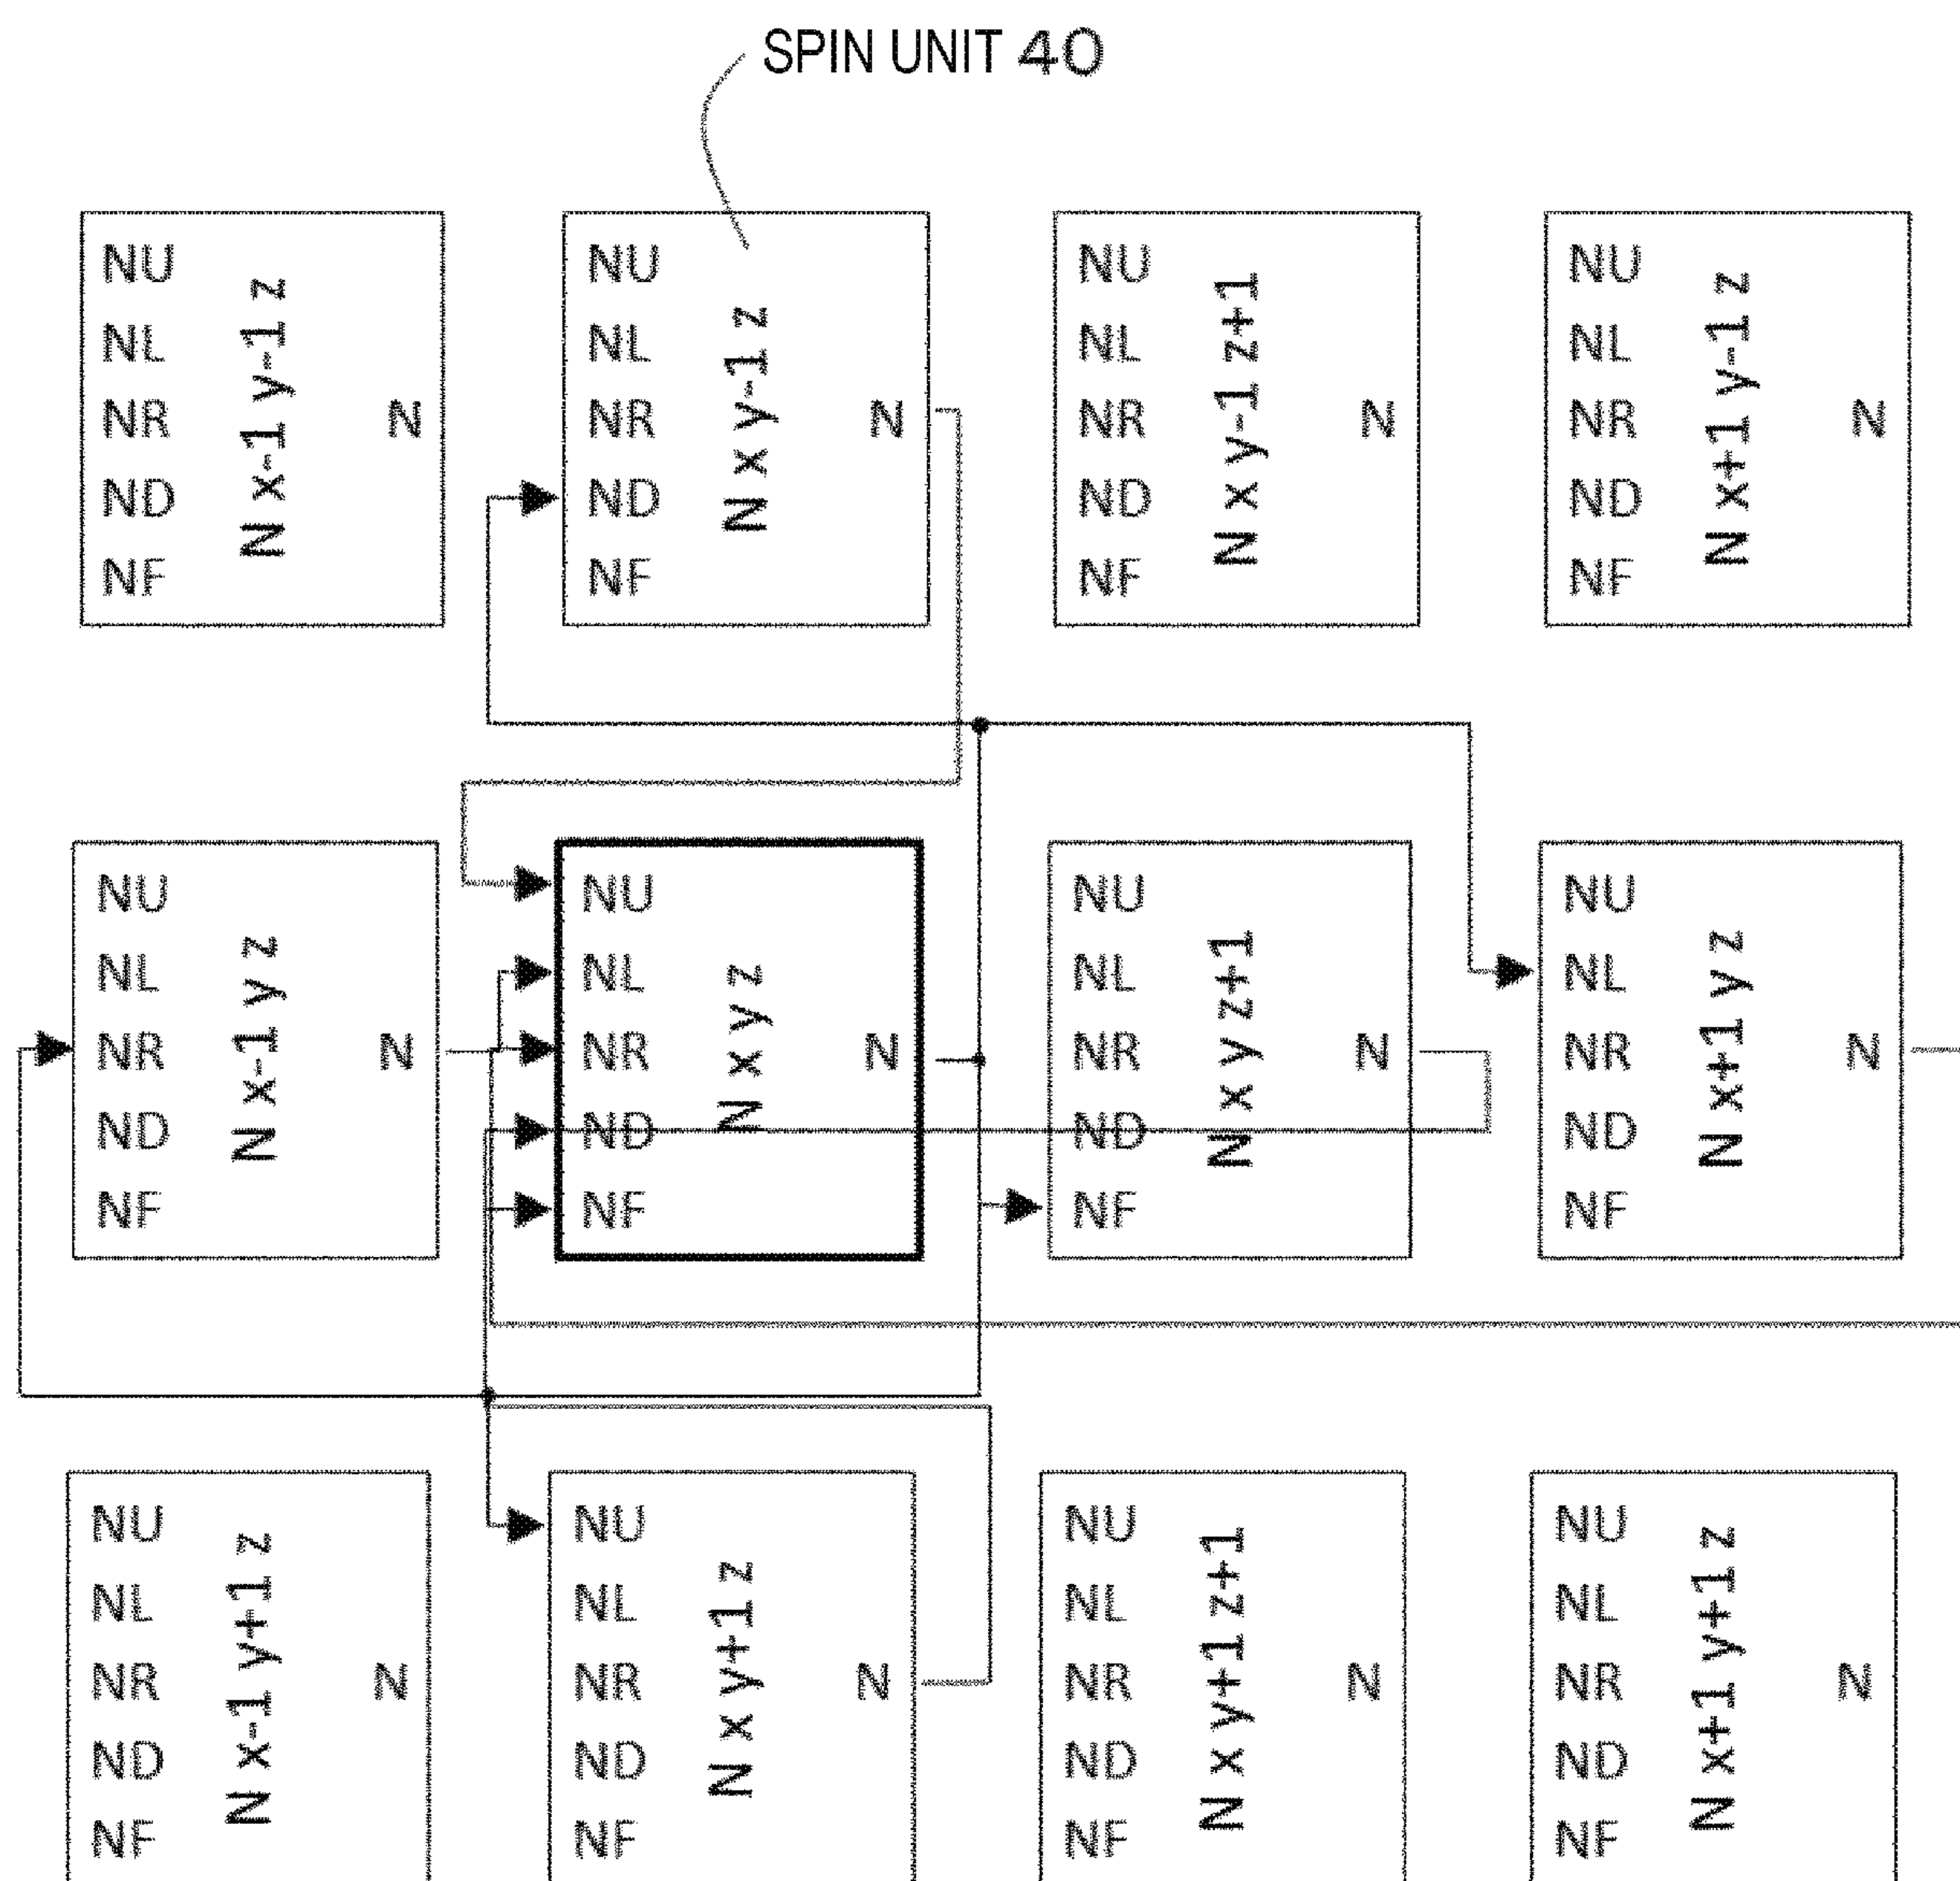 SPIN UNIT 40
NU
NL
NR
ND
NF
N x-1 y-1 z
N
NU
NL
NR
ND
NF
N x y-1 z
N
NU
NL
NR
ND
NF
N x y-1 z+1
N
NU
NL
NR
ND
NF
N x+1 y-1 z
N
NU
NL
NR
ND
NF
N x-1 y z
N
NU
NL
NR
ND
NF
N x y z
N
NU
NL
NR
ND
NF
N x y z+1
N
NU
NL
NR
ND
NF
N x+1 y z
N
NU
NL
NR
ND
NF
N x-1 y+1 z
N
NU
NL
NR
ND
NF
N x y+1 z
N
NU
NL
NR
ND
NF
N x y+1 z+1
N
NU
NL
NR
ND
NF
N x+1 y+1 z
N